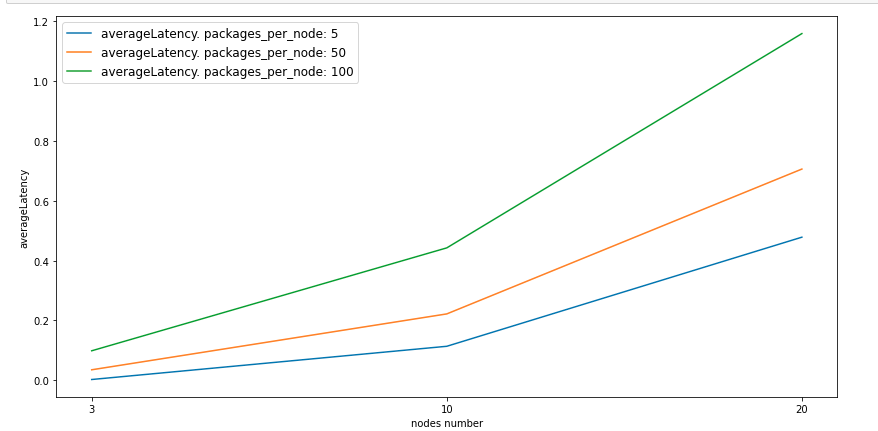 averageLatency. packages_per_node: 5
averageLatency. packages_per_node: 50
averageLatency. packages_per_node: 100
1.2
1.0
0.8
0.6
0.4
0.2
0.0
averageLatency
3 10 20
nodes number